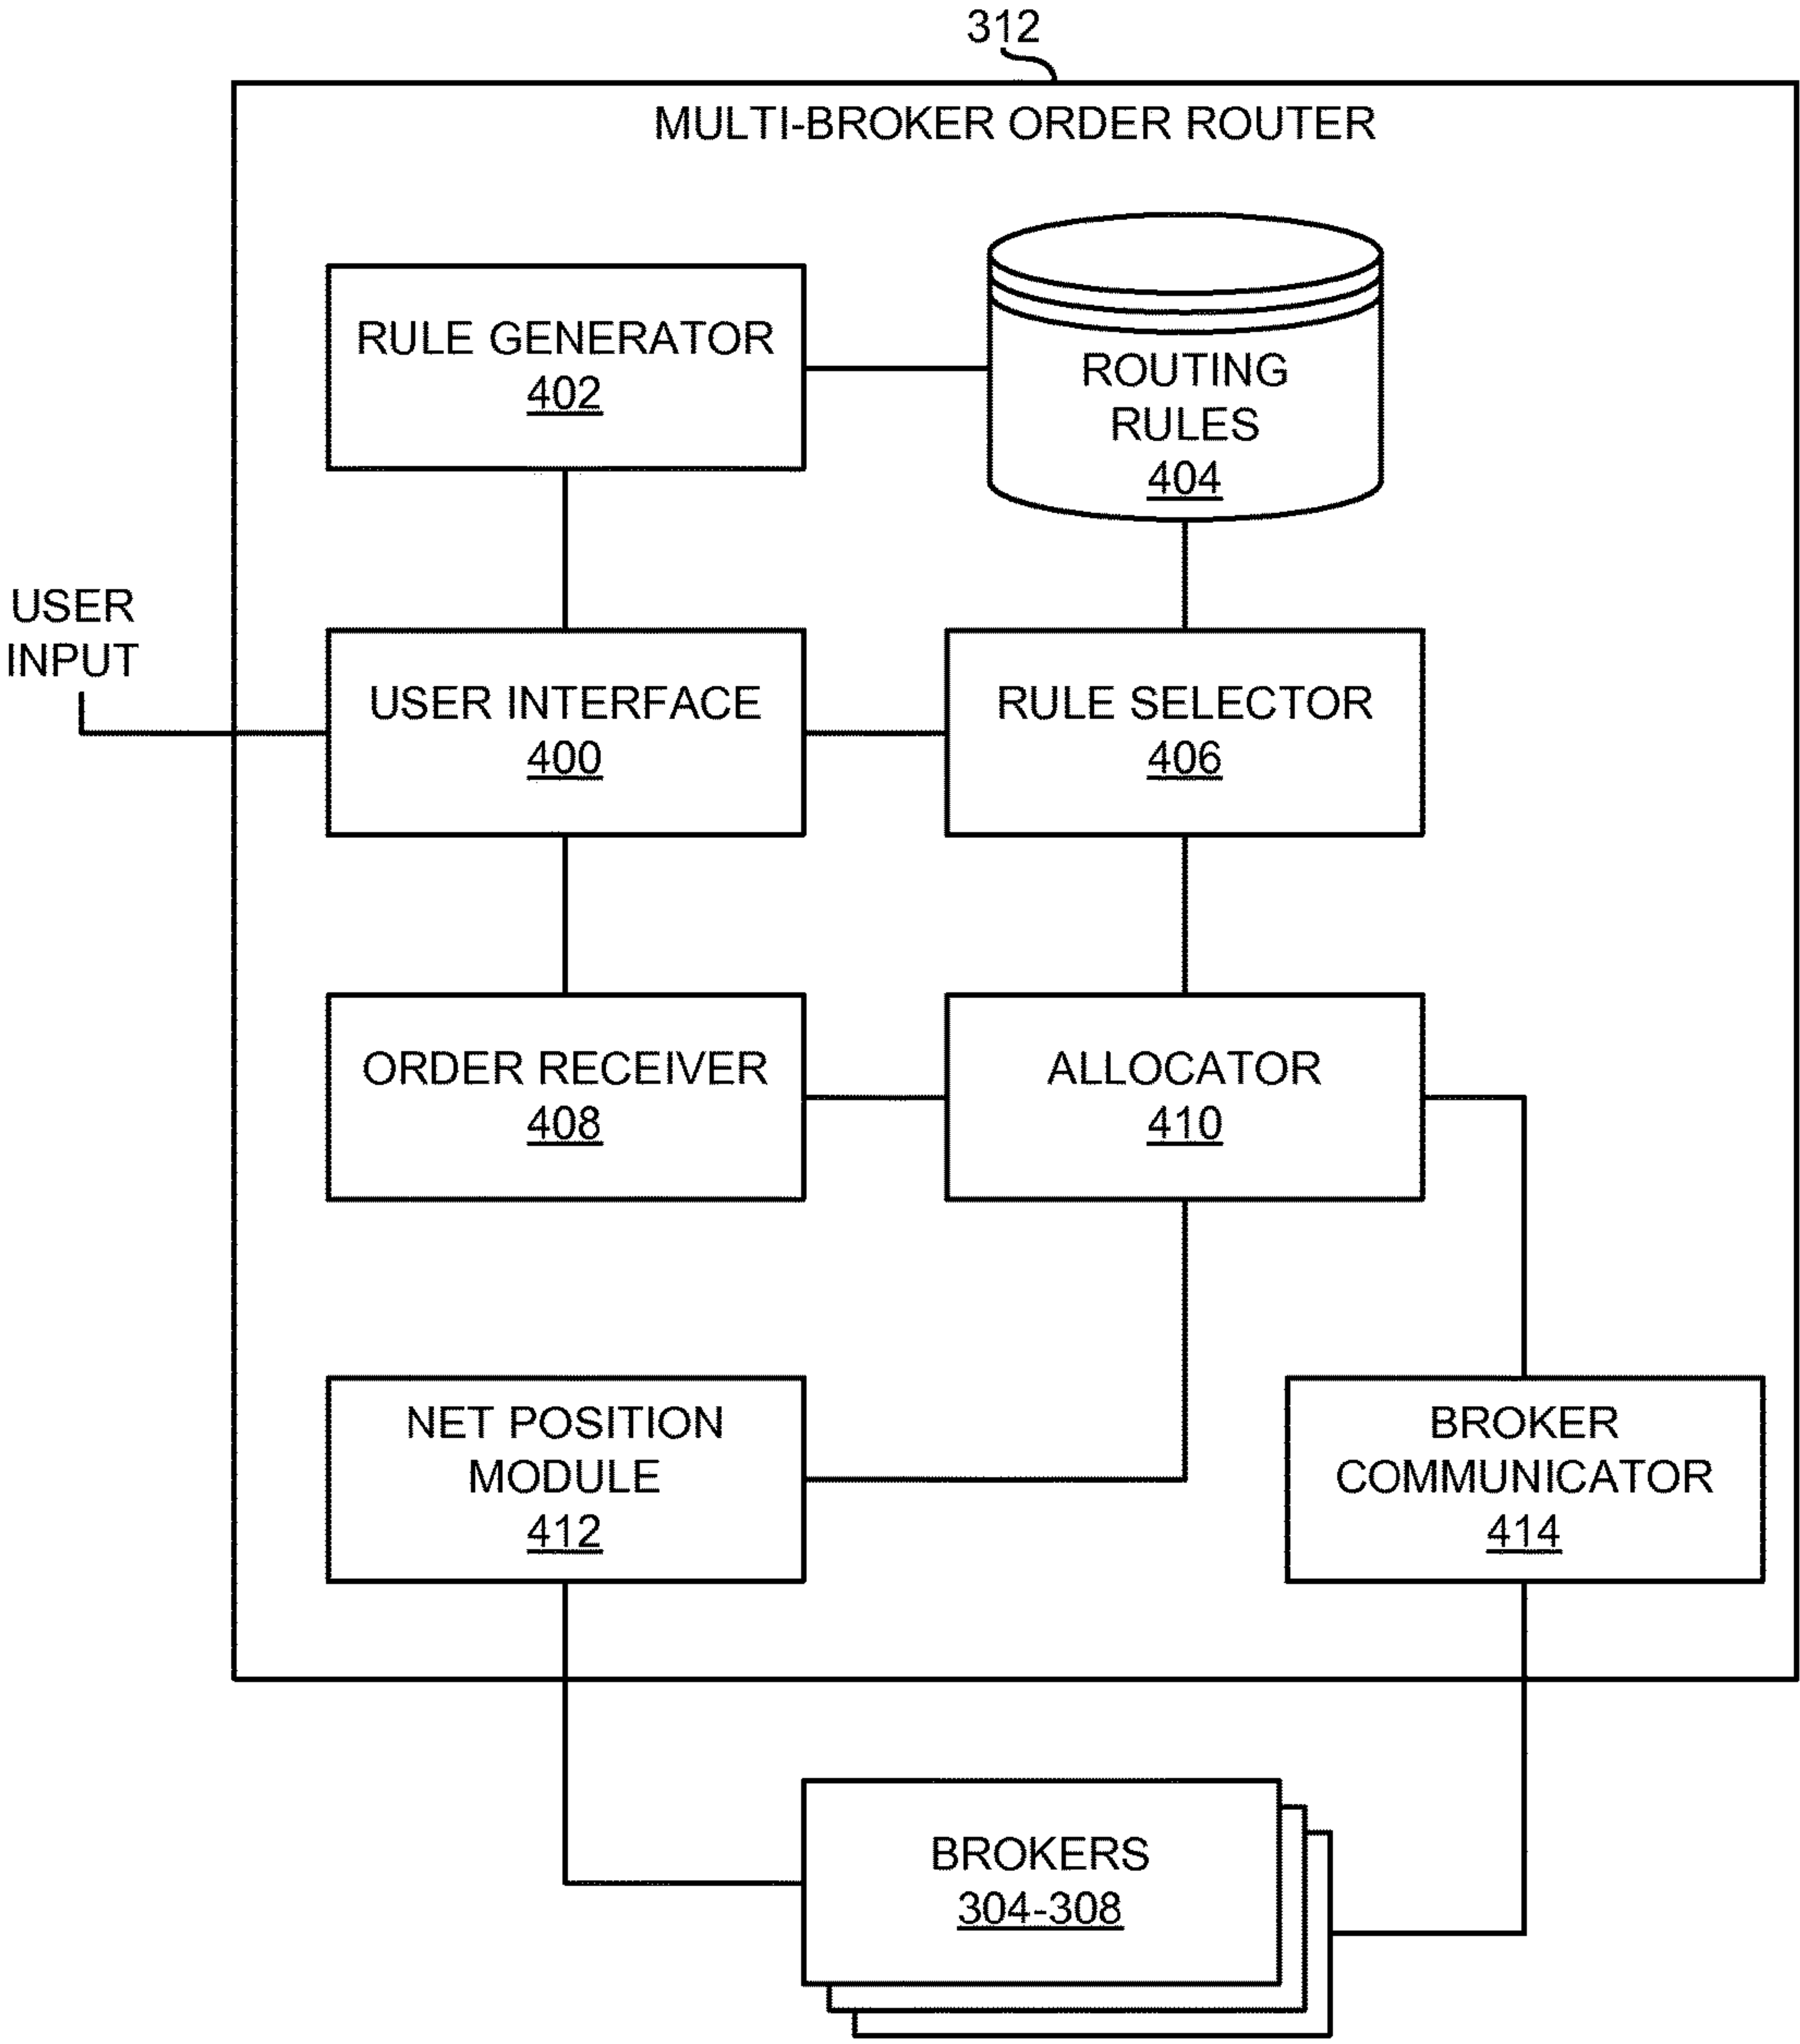 312
MULTI-BROKER ORDER ROUTER
RULE GENERATOR
402
ROUTING
RULES
404
USER
INPUT
USER INTERFACE
400
RULE SELECTOR
406
ORDER RECEIVER
408
ALLOCATOR
410
NET POSITION
MODULE
412
BROKER
COMMUNICATOR
414
BROKERS
304-308